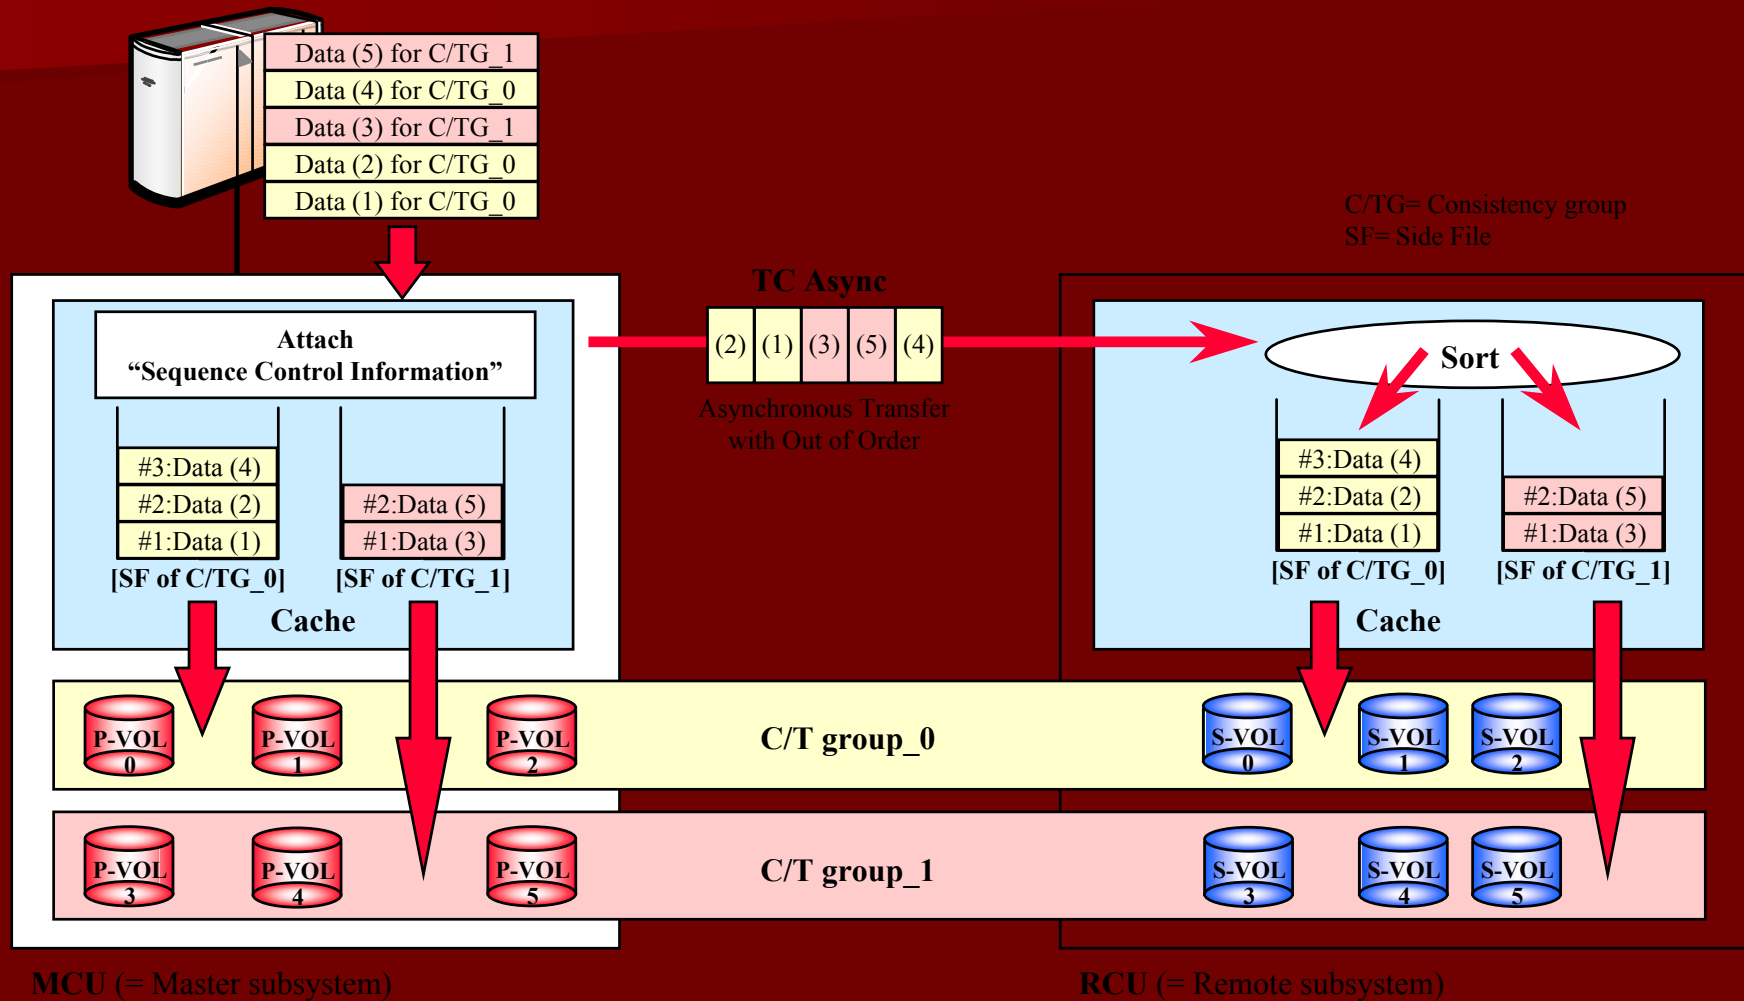 Data (5) for C/TG_1
Data (4) for C/TG_0
Data (3) for C/TG_1
Data (2) for C/TG_0
Data (1) for C/TG_0
C/TG= Consistency group
SF= Side File
Attach
“Sequence Control Information”
#3:Data (4)
#2:Data (2)
#1:Data (1)
[SF of C/TG_0]
#2:Data (5)
#1:Data (3)
[SF of C/TG_1]
Cache
TC Async
(2) (1) (3) (5) (4)
Asynchronous Transfer
with Out of Order
Sort
#3:Data (4)
#2:Data (2)
#1:Data (1)
[SF of C/TG_0]
#2:Data (5)
#1:Data (3)
[SF of C/TG_1]
Cache
P-VOL
0
P-VOL
1
P-VOL
2
C/T group_0
S-VOL
0
S-VOL
1
S-VOL
2
P-VOL
3
P-VOL
4
P-VOL
5
C/T group_1
S-VOL
3
S-VOL
4
S-VOL
5
MCU (= Master subsystem)
RCU (= Remote subsystem)